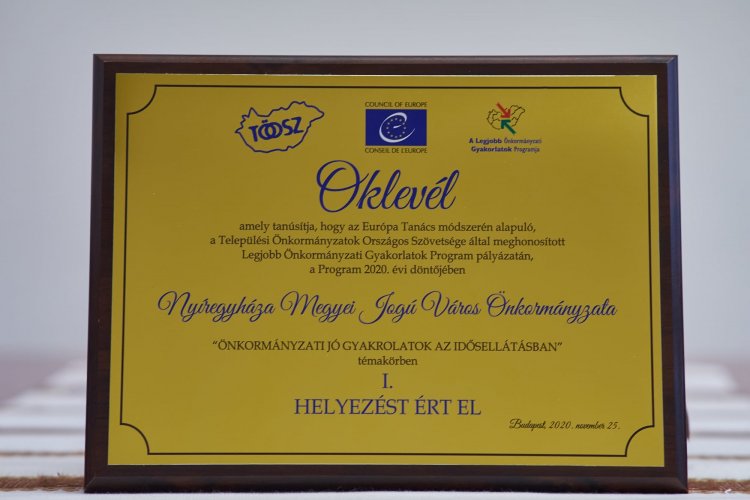 TÖOSZ
COUNCIL OF EUROPE
CONSEIL DE L'EUROPE
A Legjobb Önkormányzati
Gyakorlatok Programja
Oklevél
amely tanúsítja, hogy az Európa Tanács módszerén alapuló,
a Települési Önkormányzatok Országos Szövetsége által meghonosított
Legjobb Önkormányzati Gyakorlatok Program pályázatán,
a Program 2020. évi döntőjében
Nyíregyháza Megyei Jogú Város Önkormányzata
"ÖNKORMÁNYZATI JÓ GYAKROLATOK AZ IDŐSELLÁTÁSBAN"
témakörben
I.
HELYEZÉST ÉRT EL
Budapest, 2020. november 25.